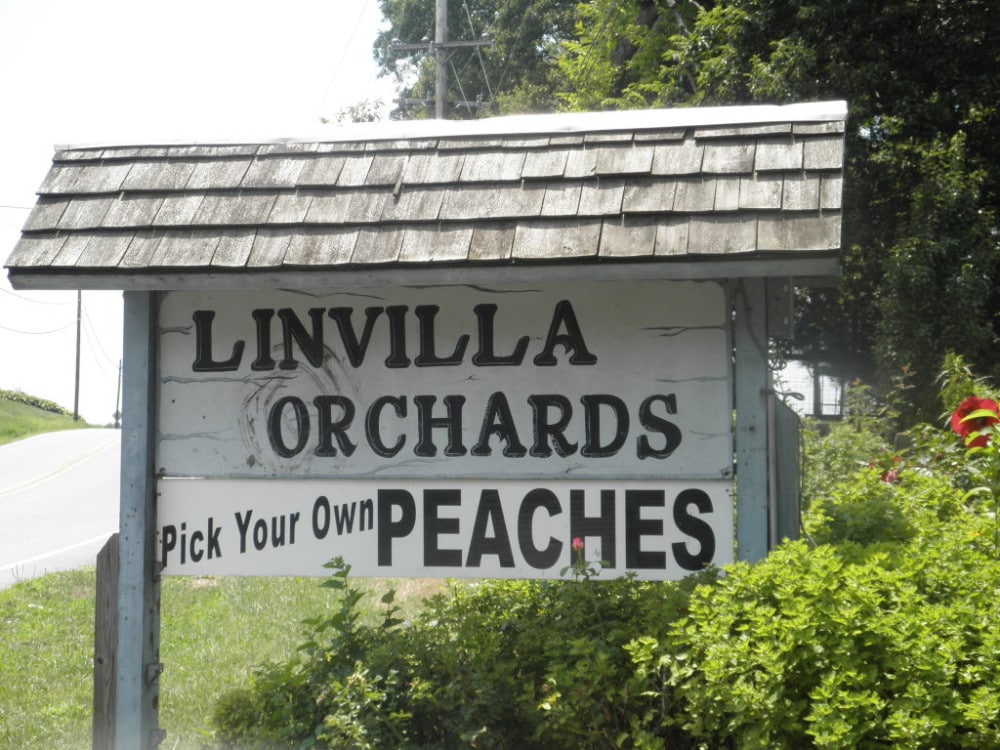 LINVILLA
ORCHARDS
Pick Your Own PEACHES